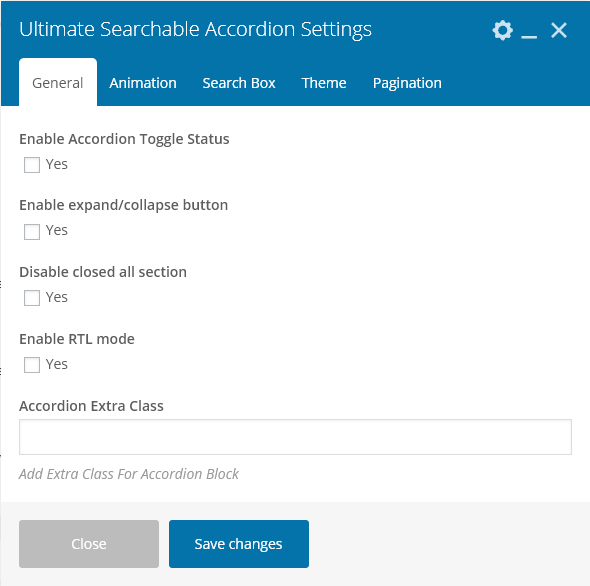 Ultimate Searchable Accordion Settings
General Animation Search Box Theme Pagination
Enable Accordion Toggle Status
Yes
Enable expand/collapse button
Yes
Disable closed all section
Yes
Enable RTL mode
Yes
Accordion Extra Class
Add Extra Class For Accordion Block
Close Save changes